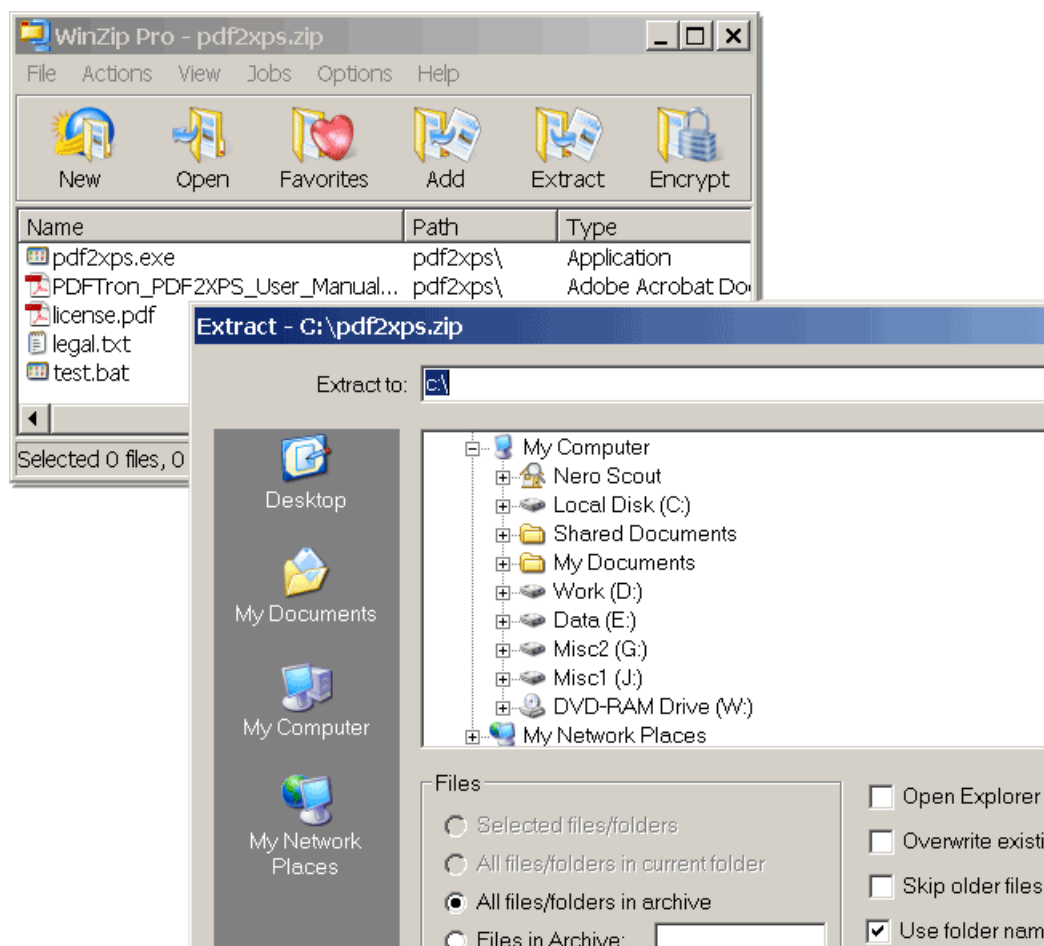 WinZip Pro - pdf2xps.zip
File Actions View Jobs Options Help
New Open Favorites Add Extract Encrypt
Name Path Type
pdf2xps.exe pdf2xps\ Application
PDFTron_PDF2XPS_User_Manual... pdf2xps\ Adobe Acrobat Do
license.pdf
legal.txt
test.bat
Selected 0 files, 0
Extract - C:\pdf2xps.zip
Extract to: c:\
Desktop
My Documents
My Computer
My Network
Places
My Computer
Nero Scout
Local Disk (C:)
Shared Documents
My Documents
Work (D:)
Data (E:)
Misc2 (G:)
Misc1 (J:)
DVD-RAM Drive (W:)
My Network Places
Files
Selected files/folders
All files/folders in current folder
All files/folders in archive
Files in Archive:
Open Explorer
Overwrite existi
Skip older files
Use folder nam